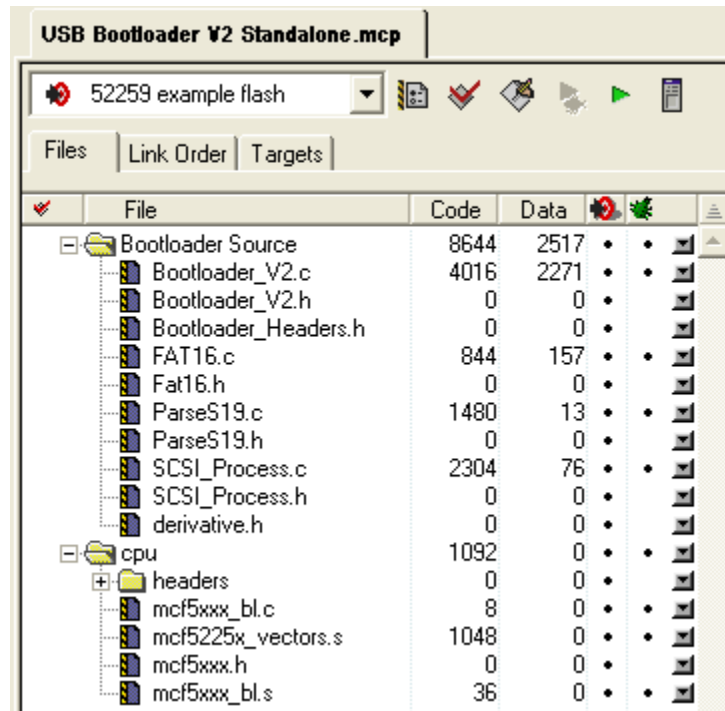 USB Bootloader V2 Standalone.mcp
52259 example flash
Files Link Order Targets
File Code Data
Bootloader Source 8644 2517
Bootloader_V2.c 4016 2271
Bootloader_V2.h 0 0
Bootloader_Headers.h 0 0
FAT16.c 844 157
Fat16.h 0 0
ParseS19.c 1480 13
ParseS19.h 0 0
SCSI_Process.c 2304 76
SCSI_Process.h 0 0
derivative.h 0 0
cpu 1092 0
headers 0 0
mcf5xxx_bl.c 8 0
mcf5225x_vectors.s 1048 0
mcf5xxx.h 0 0
mcf5xxx_bl.s 36 0